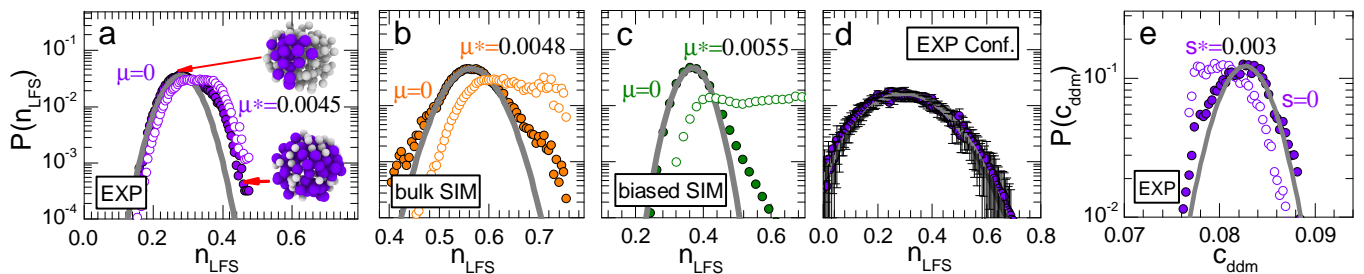 P(n_LFS)
10⁻¹
10⁻²
10⁻³
10⁻⁴
a
μ=0
μ*=0.0045
EXP
0.0 0.2 0.4 0.6
n_LFS
b
μ*=0.0048
μ=0
bulk SIM
0.4 0.5 0.6 0.7
n_LFS
c
μ*=0.0055
μ=0
biased SIM
0.2 0.4 0.6
n_LFS
d
EXP Conf.
0.0 0.2 0.4 0.6 0.8
n_LFS
P(c_ddm)
10⁻¹
10⁻²
e
s*=0.003
s=0
EXP
0.07 0.08 0.09
c_ddm